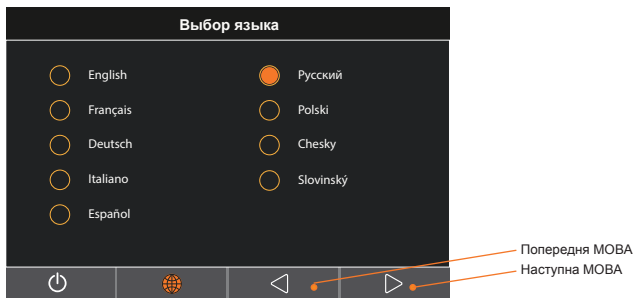 Выбор языка
English
Français
Deutsch
Italiano
Español
Русский
Polski
Chesky
Slovinský
Попередня МОВА
Наступна МОВА